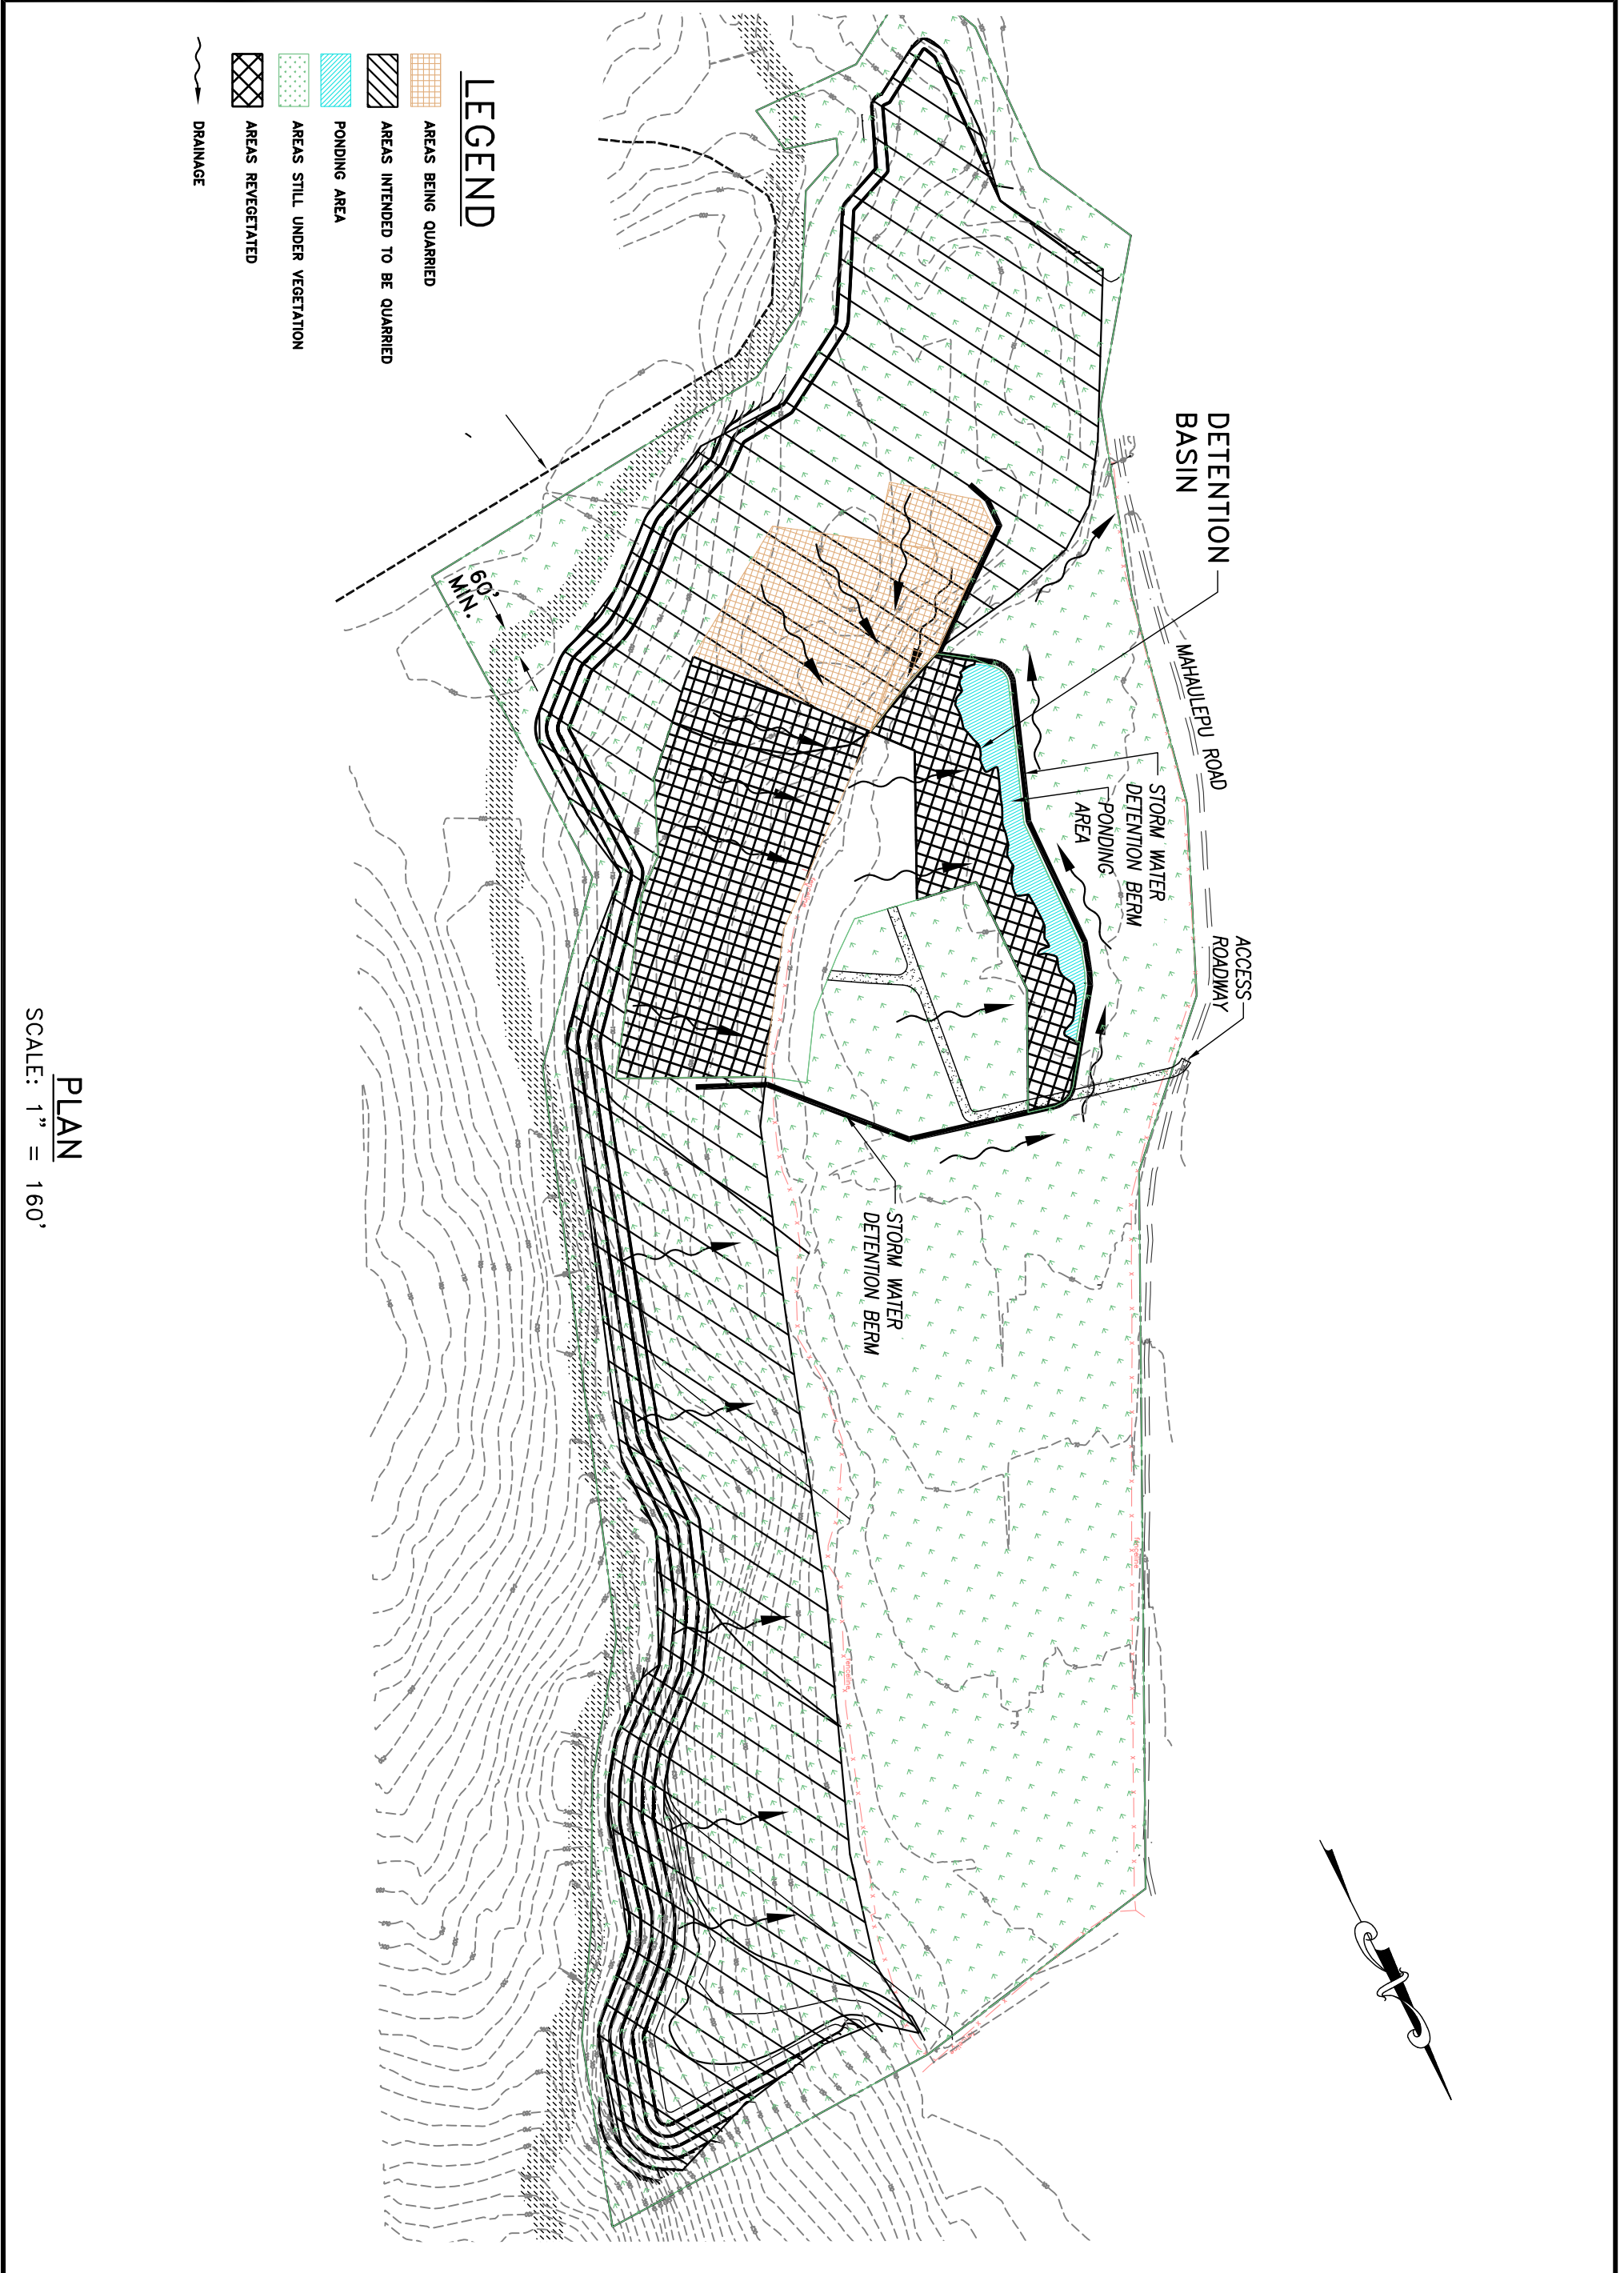 DETENTION
BASIN
MAHAULEPU ROAD
STORM WATER
DETENTION BERM
PONDING
AREA
ACCESS
ROADWAY
STORM WATER
DETENTION BERM
60'
MIN.
LEGEND
AREAS BEING QUARRIED
AREAS INTENDED TO BE QUARRIED
PONDING AREA
AREAS STILL UNDER VEGETATION
AREAS REVEGETATED
DRAINAGE
PLAN
SCALE: 1" = 160'